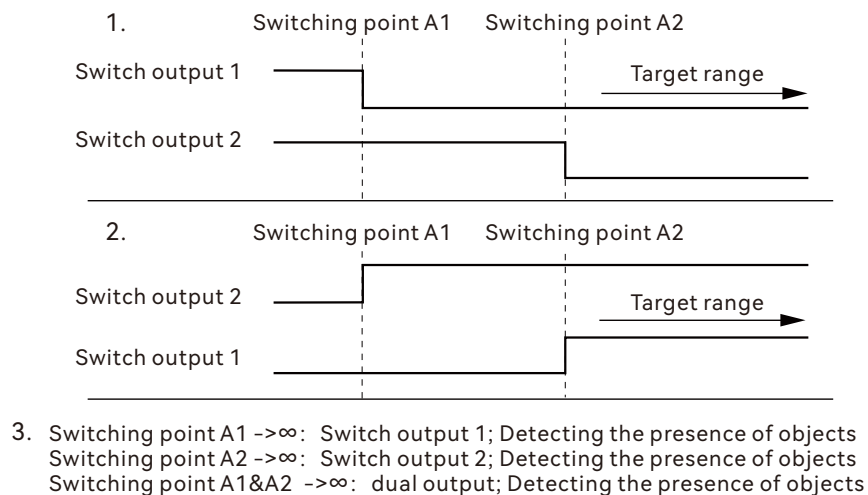 1.
Switching point A1 Switching point A2
Switch output 1
Target range
Switch output 2
2.
Switching point A1 Switching point A2
Switch output 2
Target range
Switch output 1
3. Switching point A1 ->∞: Switch output 1; Detecting the presence of objects
Switching point A2 ->∞: Switch output 2; Detecting the presence of objects
Switching point A1&A2 ->∞: dual output; Detecting the presence of objects